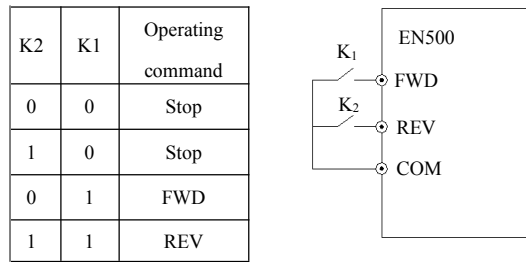 K2 K1 Operating command
0 0 Stop
1 0 Stop
0 1 FWD
1 1 REV
EN500
K1
FWD
K2
REV
COM